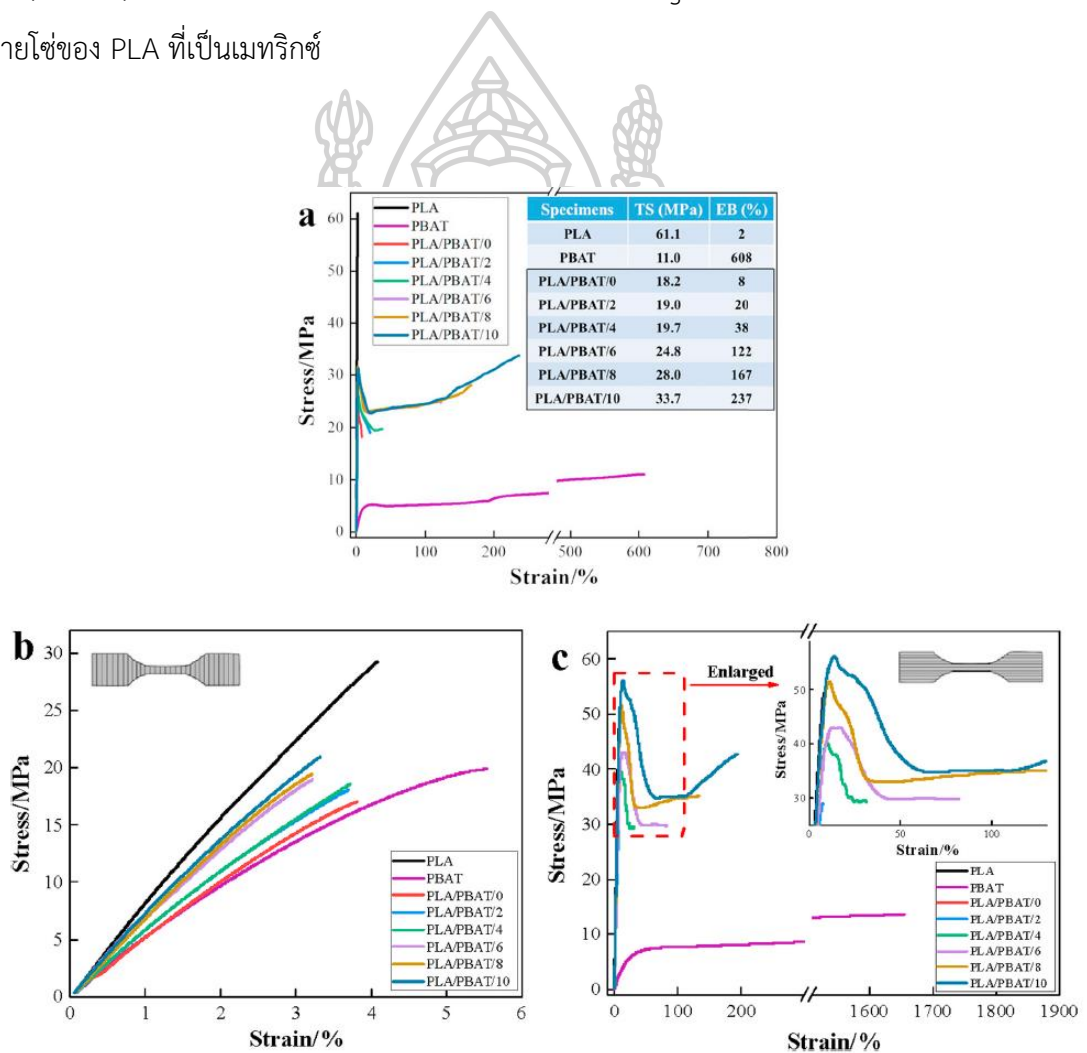 ายโซ่ของ PLA ที่เป็นเมทริกซ์
a
PLA
PBAT
PLA/PBAT/0
PLA/PBAT/2
PLA/PBAT/4
PLA/PBAT/6
PLA/PBAT/8
PLA/PBAT/10
Specimens TS (MPa) EB (%)
PLA 61.1 2
PBAT 11.0 608
PLA/PBAT/0 18.2 8
PLA/PBAT/2 19.0 20
PLA/PBAT/4 19.7 38
PLA/PBAT/6 24.8 122
PLA/PBAT/8 28.0 167
PLA/PBAT/10 33.7 237
Stress/MPa
60
50
40
30
20
10
0
0 100 200 500 600 700 800
Strain/%
b
Stress/MPa
30
25
20
15
10
5
0
PLA
PBAT
PLA/PBAT/0
PLA/PBAT/2
PLA/PBAT/4
PLA/PBAT/6
PLA/PBAT/8
PLA/PBAT/10
0 1 2 3 4 5 6
Strain/%
c
Stress/MPa
60
50
40
30
20
10
0
Enlarged
Stress/MPa
50
40
30
0 50 100
Strain/%
PLA
PBAT
PLA/PBAT/0
PLA/PBAT/2
PLA/PBAT/4
PLA/PBAT/6
PLA/PBAT/8
PLA/PBAT/10
0 100 200 1600 1700 1800 1900
Strain/%